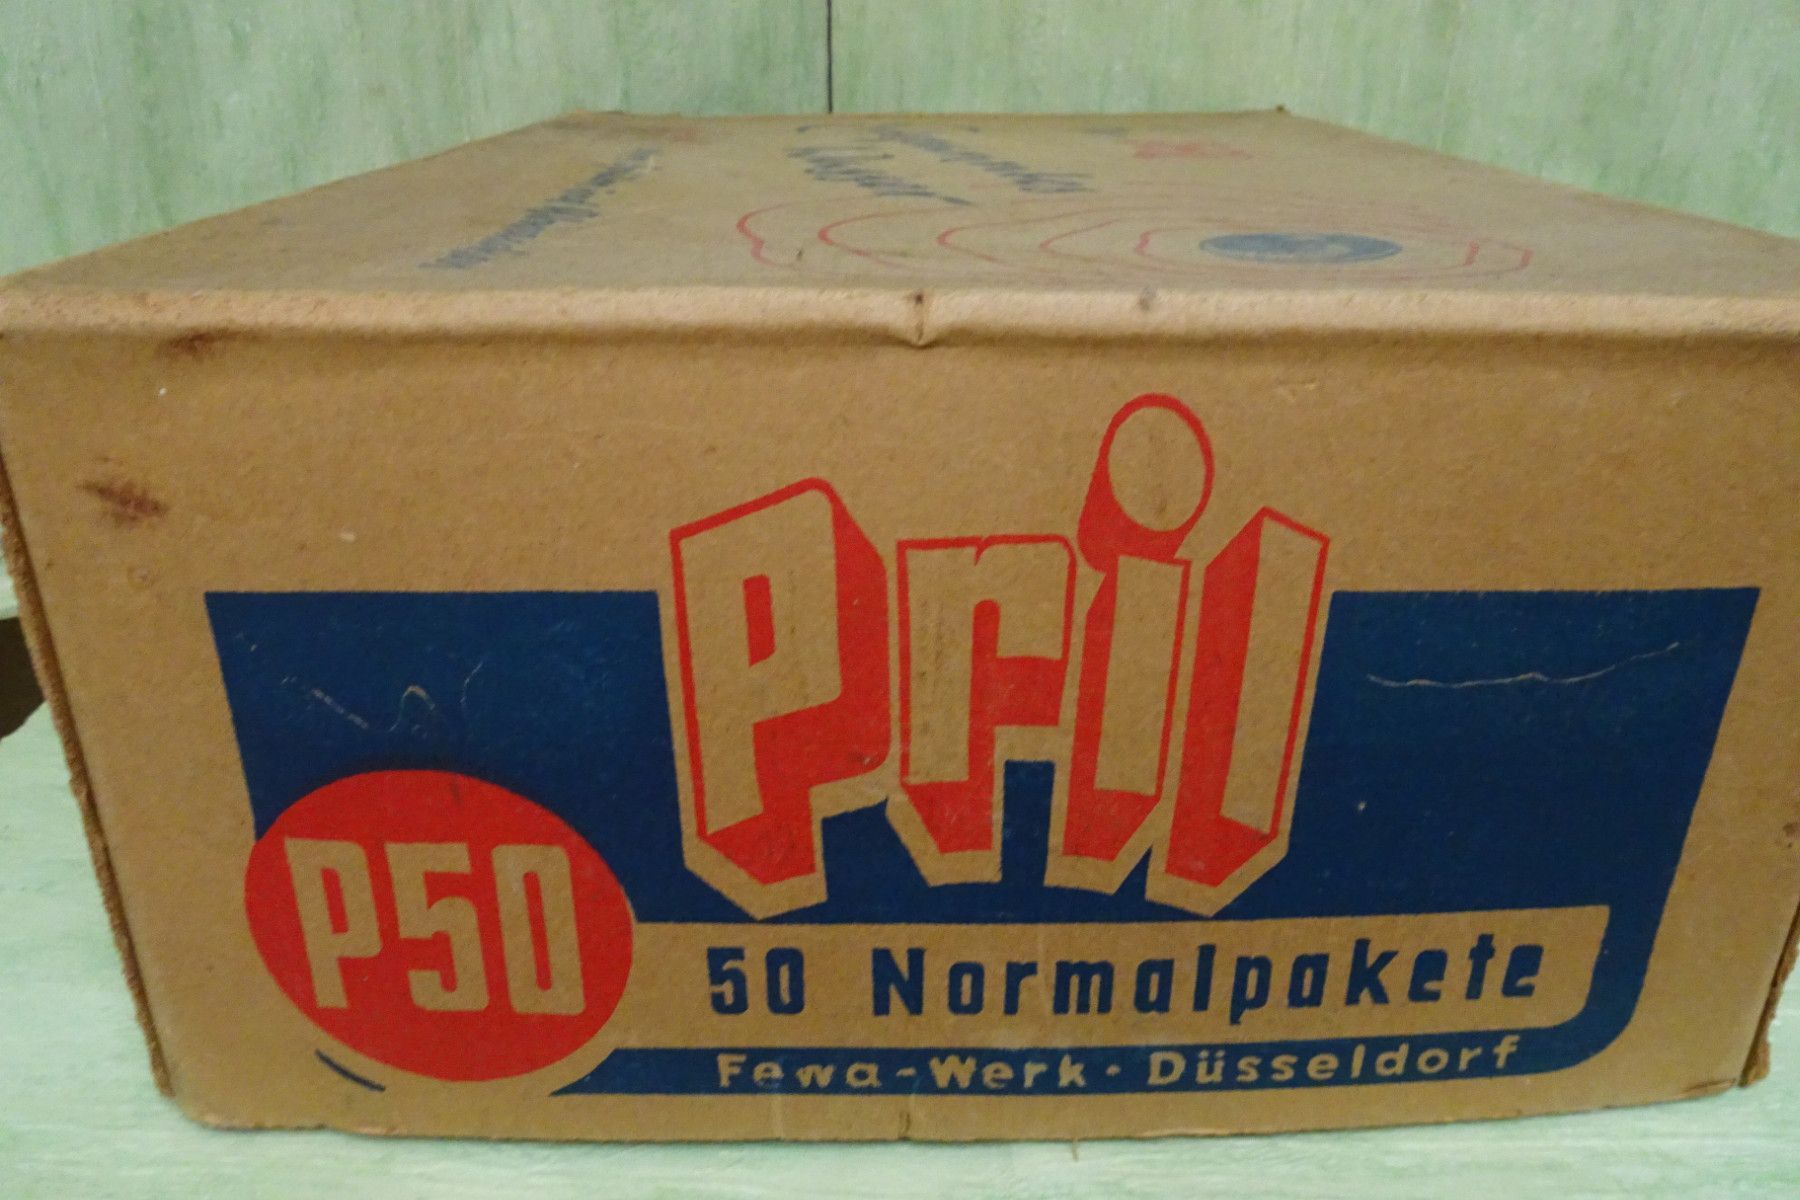 Pril
P50
50 Normalpakete
Fewa-Werk · Düsseldorf